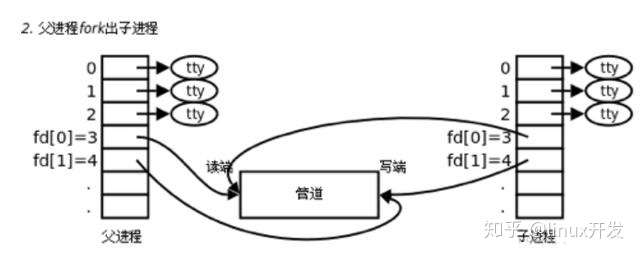 2. 父进程fork出子进程
0 tty
1 tty
2 tty
fd[0]=3
fd[1]=4
.
.
父进程
读端
管道
写端
0 tty
1 tty
2 tty
fd[0]=3
fd[1]=4
.
.
子进程
知乎 @linux开发